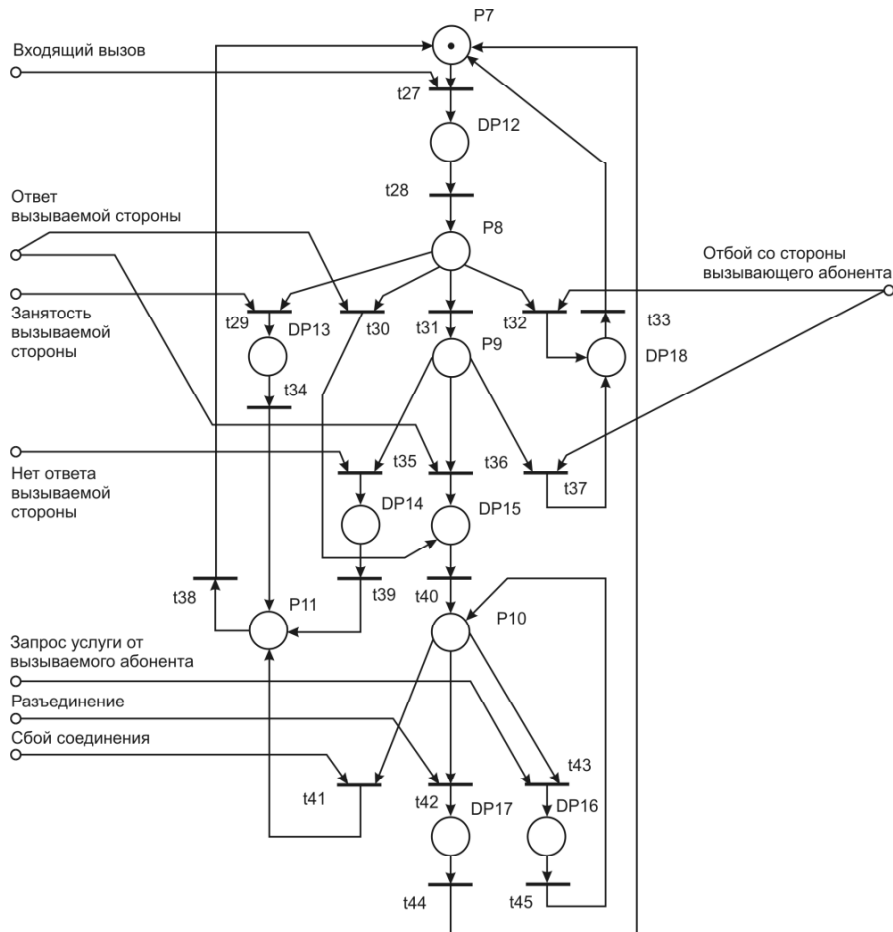 P7
Входящий вызов
t27
DP12
t28
Ответ
вызываемой стороны
P8
Отбой со стороны
вызывающего абонента
Занятость
вызываемой
стороны
t29
DP13
t30
t31
t32
t33
P9
DP18
t34
Нет ответа
вызываемой
стороны
t35
t36
t37
DP14
DP15
t38
P11
t39
t40
P10
Запрос услуги от
вызываемого абонента
Разъединение
Сбой соединения
t41
t42
t43
DP17
DP16
t44
t45